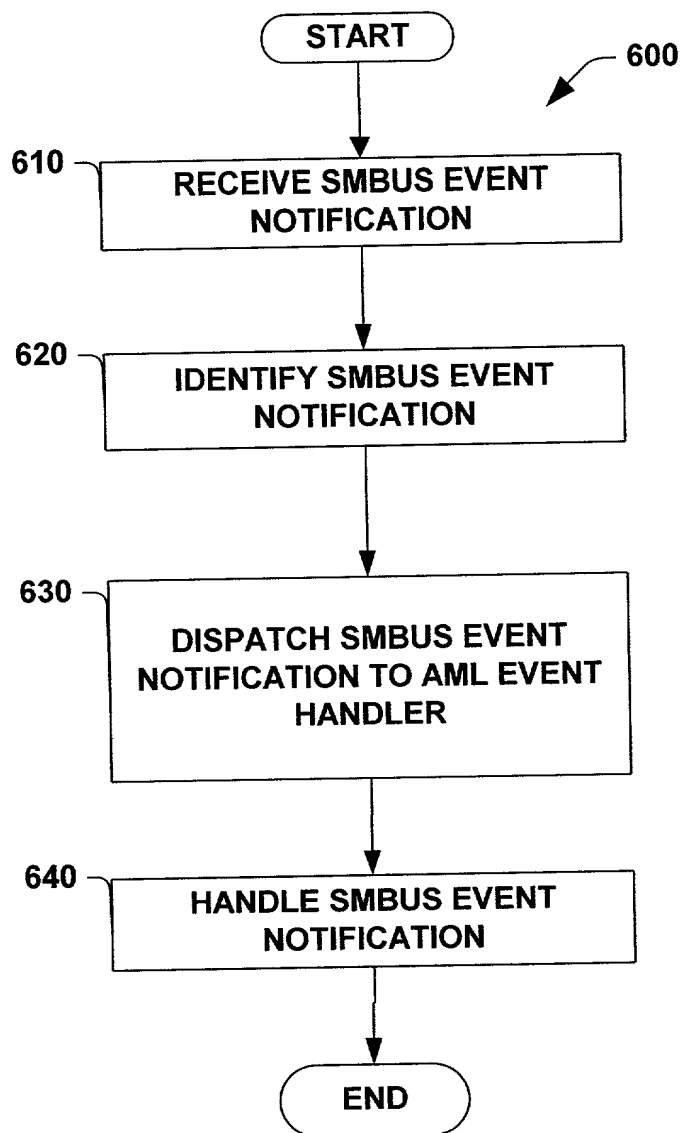 START
600
610
RECEIVE SMBUS EVENT
NOTIFICATION
620
IDENTIFY SMBUS EVENT
NOTIFICATION
630
DISPATCH SMBUS EVENT
NOTIFICATION TO AML EVENT
HANDLER
640
HANDLE SMBUS EVENT
NOTIFICATION
END